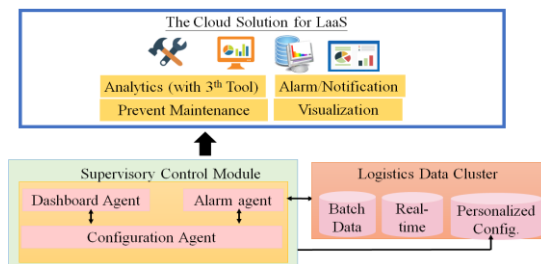 The Cloud Solution for LaaS
Analytics (with 3th Tool)
Alarm/Notification
Prevent Maintenance
Visualization
Supervisory Control Module
Dashboard Agent
Alarm agent
Configuration Agent
Logistics Data Cluster
Batch
Data
Real-
time
Personalized
Config.